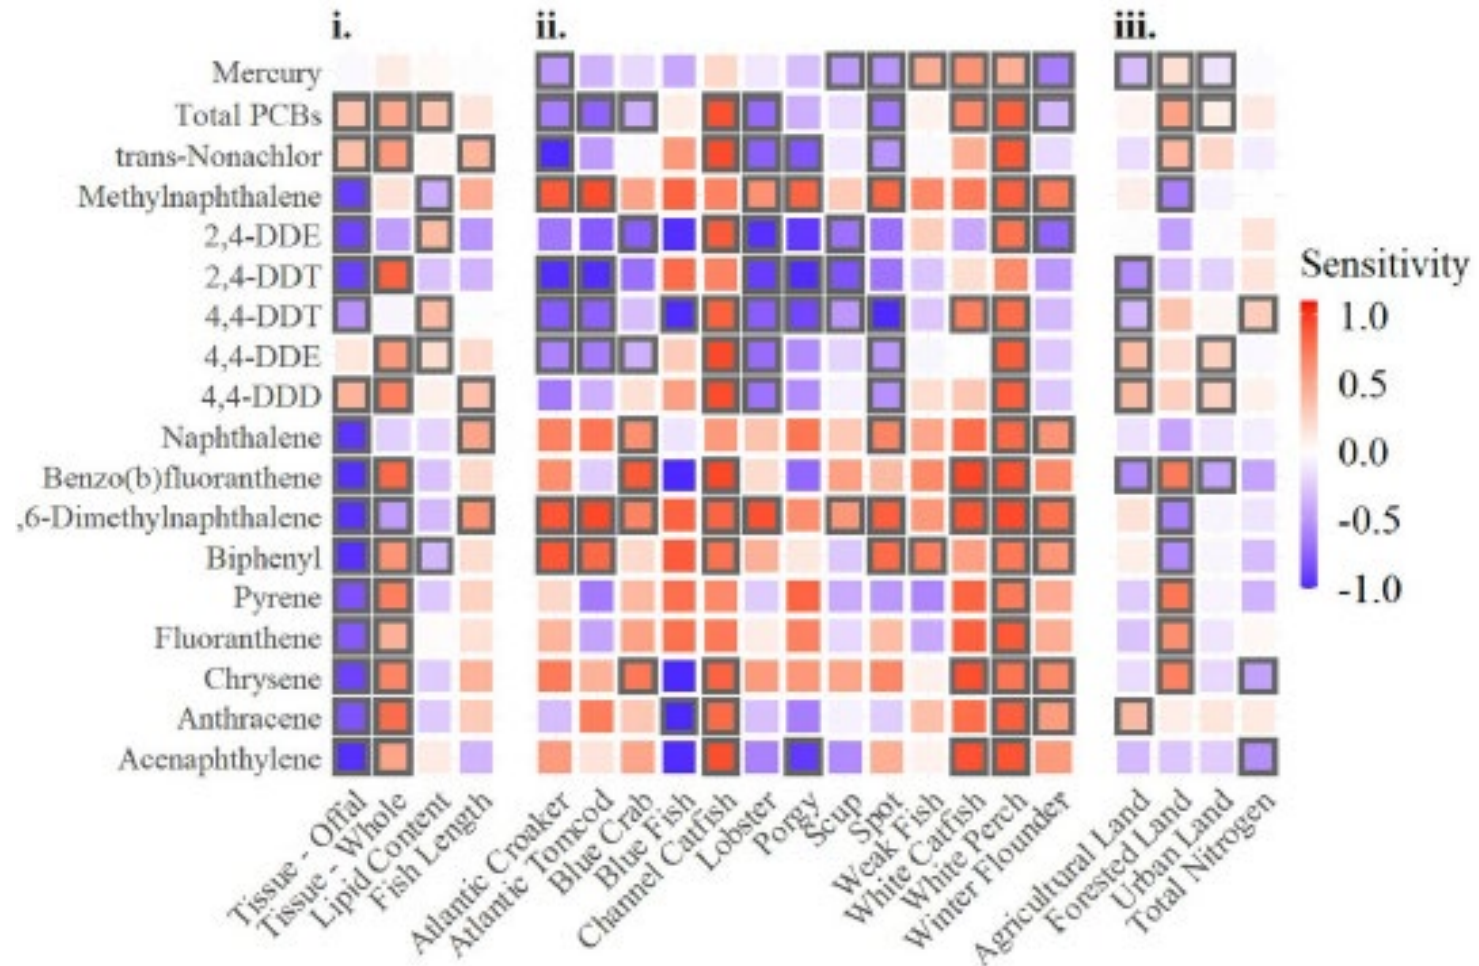 i. ii. iii.
Mercury
Total PCBs
trans-Nonachlor
Methylnaphthalene
2,4-DDE
2,4-DDT
4,4-DDT
4,4-DDE
4,4-DDD
Naphthalene
Benzo(b)fluoranthene
,6-Dimethylnaphthalene
Biphenyl
Pyrene
Fluoranthene
Chrysene
Anthracene
Acenaphthylene
Sensitivity
1.0
0.5
0.0
-0.5
-1.0
Tissue - Offal
Tissue - Whole
Lipid Content
Fish Length
Atlantic Croaker
Atlantic Tomcod
Blue Crab
Blue Fish
Channel Catfish
Lobster
Porgy
Scup
Spot
Weak Fish
White Catfish
White Perch
Winter Flounder
Agricultural Land
Forested Land
Urban Land
Total Nitrogen